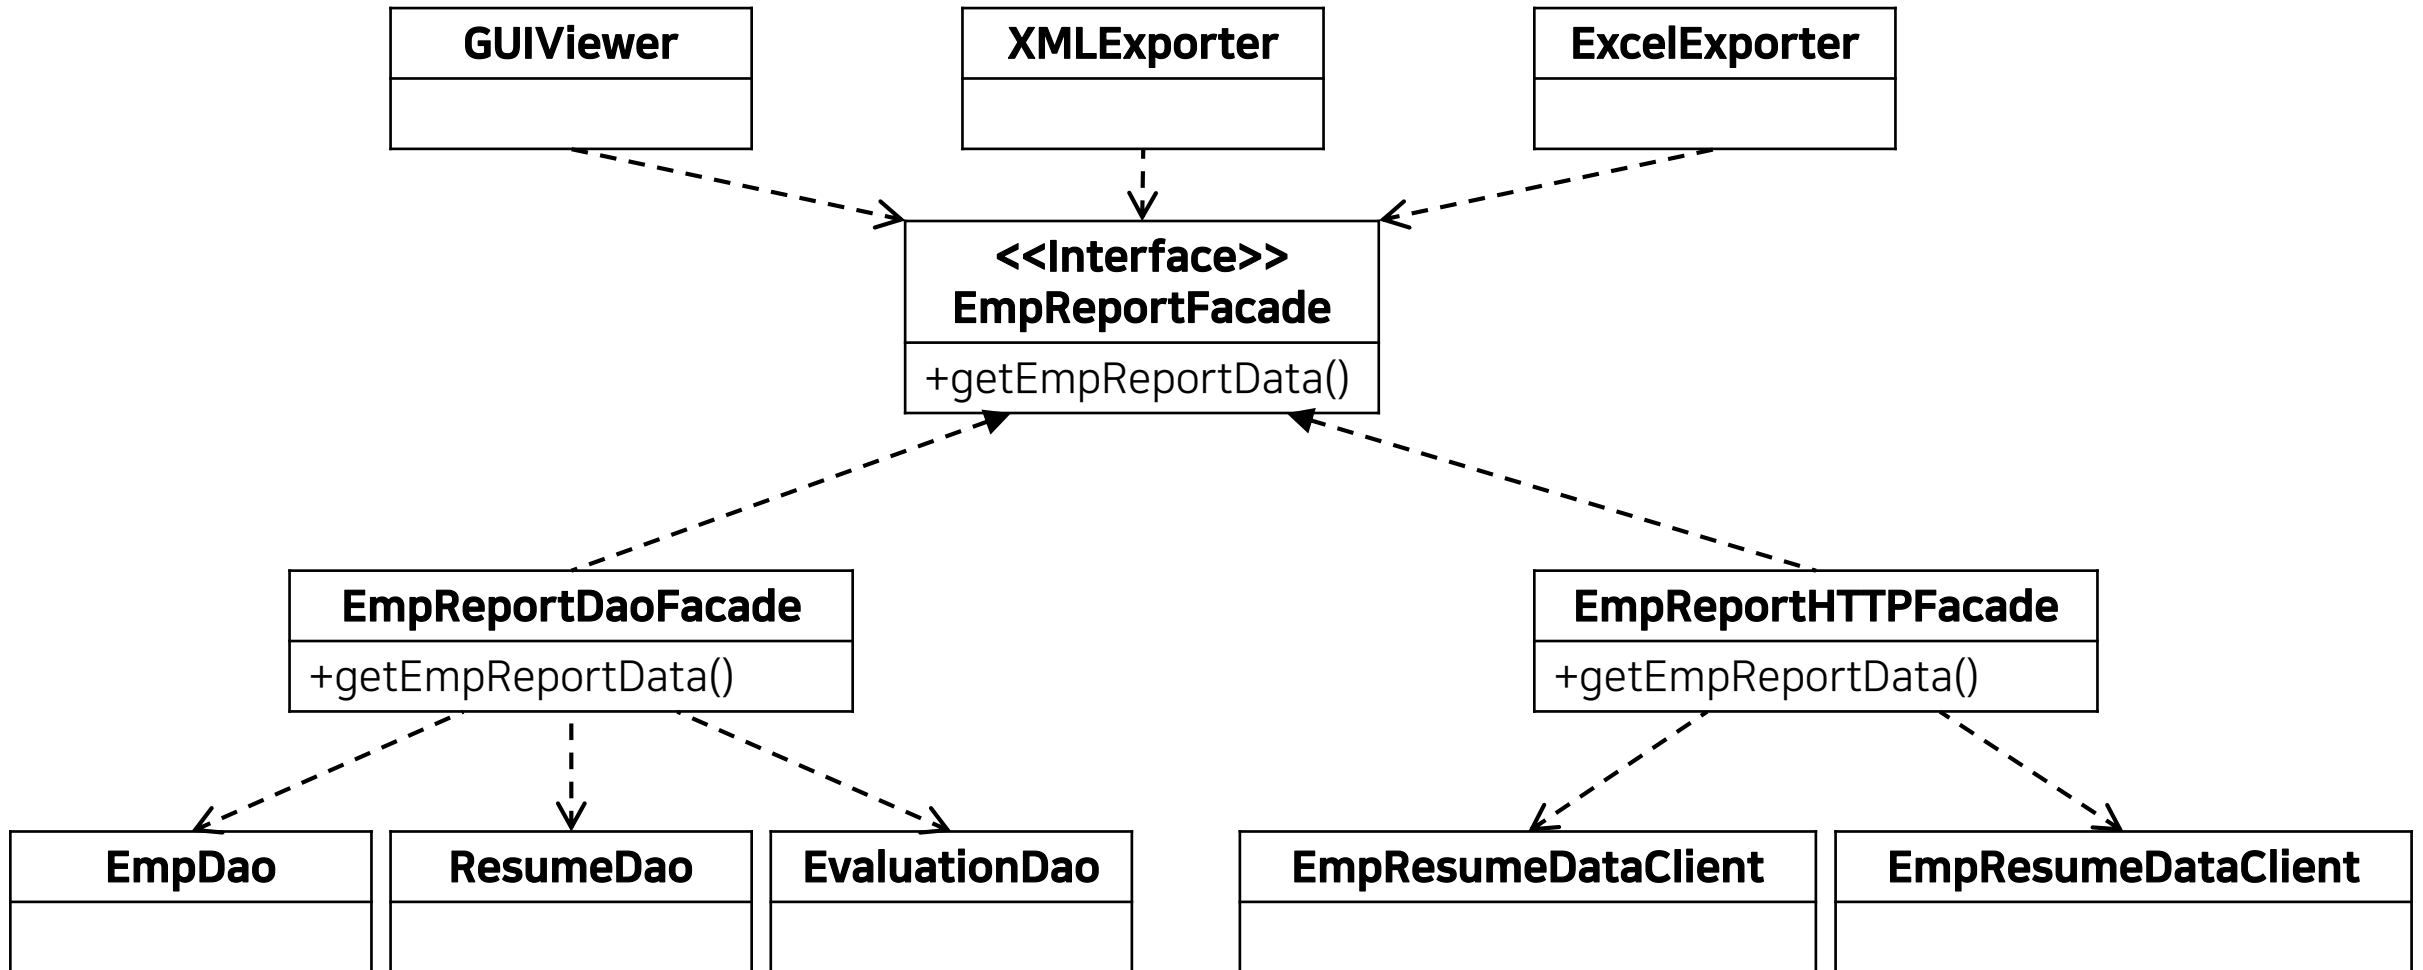 GUIViewer
XMLExporter
ExcelExporter
<<Interface>>
EmpReportFacade
+getEmpReportData()
EmpReportDaoFacade
+getEmpReportData()
EmpReportHTTPFacade
+getEmpReportData()
EmpDao
ResumeDao
EvaluationDao
EmpResumeDataClient
EmpResumeDataClient